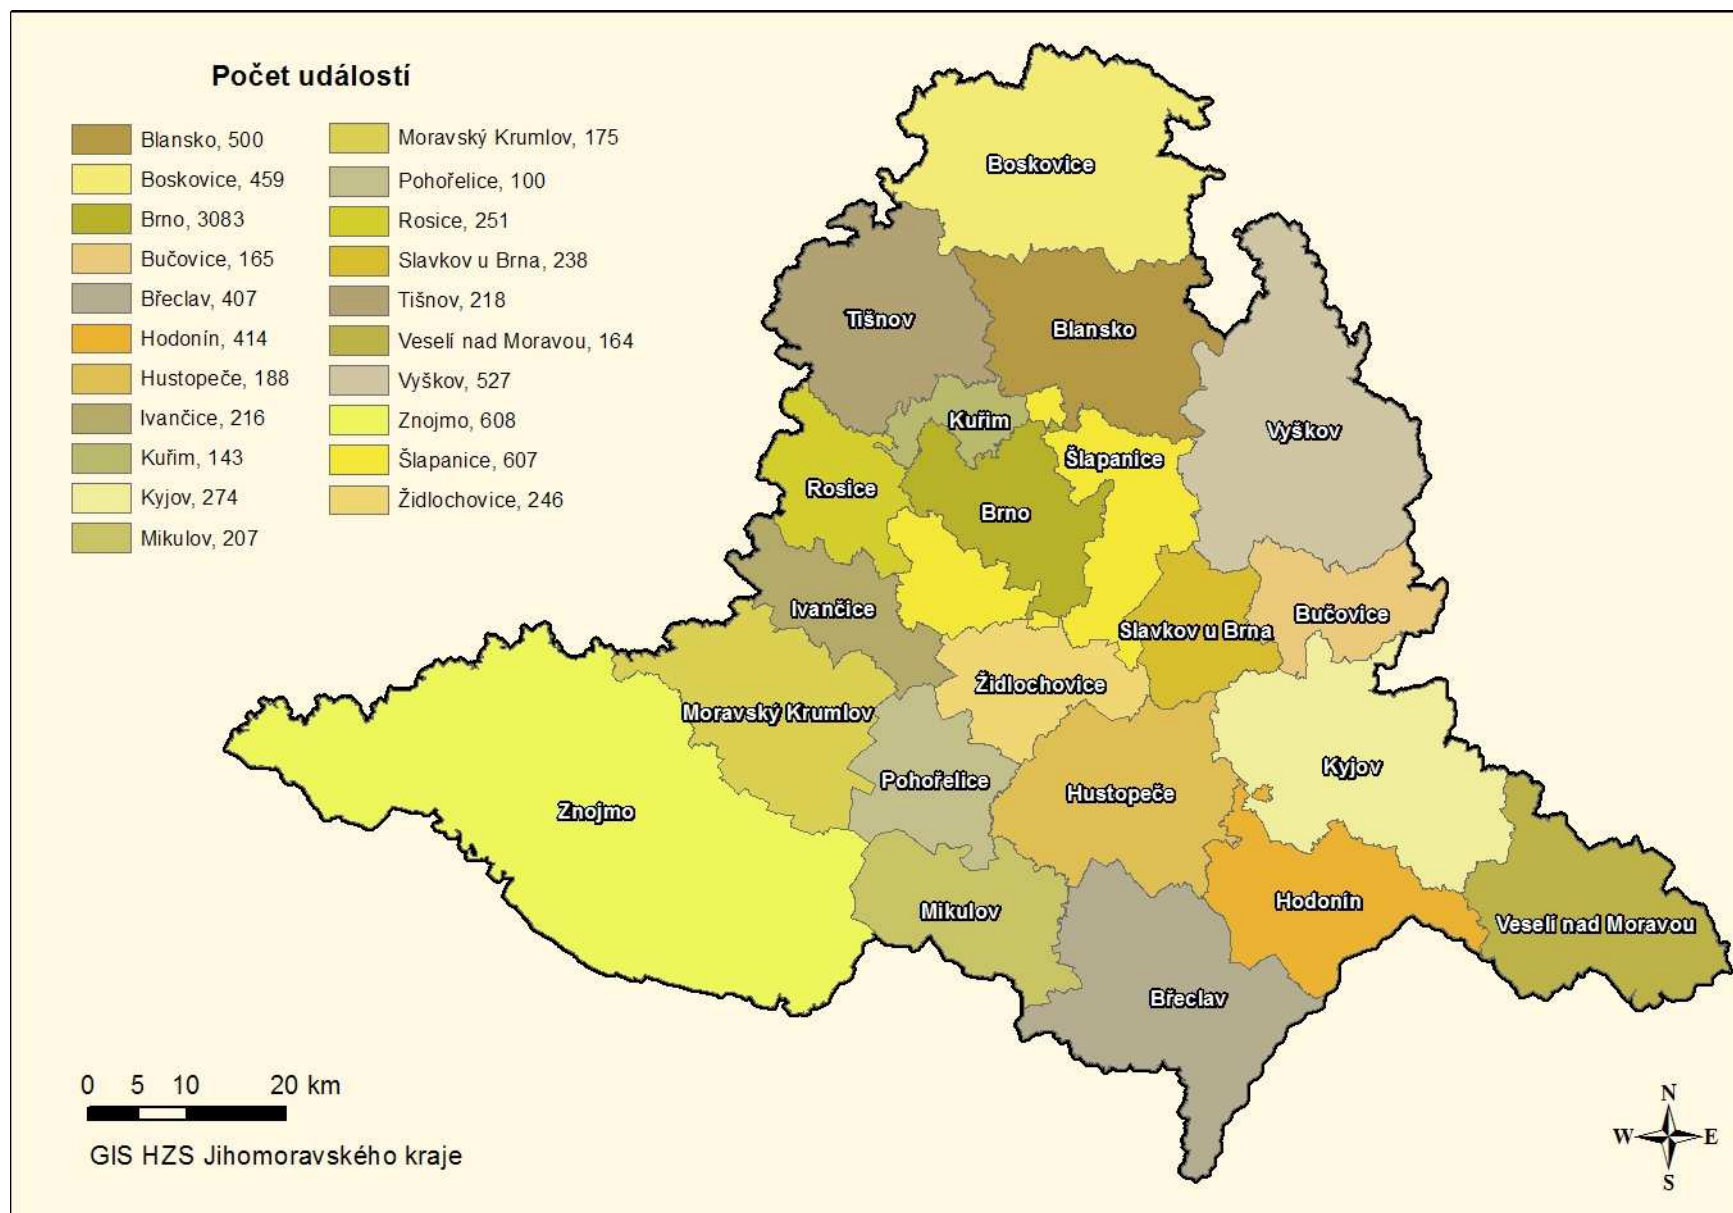 Počet událostí
Blansko, 500
Boskovice, 459
Brno, 3083
Bučovice, 165
Břeclav, 407
Hodonín, 414
Hustopeče, 188
Ivančice, 216
Kuřim, 143
Kyjov, 274
Mikulov, 207
Moravský Krumlov, 175
Pohořelice, 100
Rosice, 251
Slavkov u Brna, 238
Tišnov, 218
Veselí nad Moravou, 164
Vyškov, 527
Znojmo, 608
Šlapanice, 607
Židlochovice, 246
Boskovice
Tišnov
Blansko
Kuřim
Vyškov
Šlapanice
Rosice
Brno
Ivančice
Bučovice
Slavkov u Brna
Židlochovice
Moravský Krumlov
Kyjov
Pohořelice
Hustopeče
Znojmo
Hodonín
Mikulov
Veselí nad Moravou
Břeclav
0 5 10 20 km
GIS HZS Jihomoravského kraje
N
W E
S